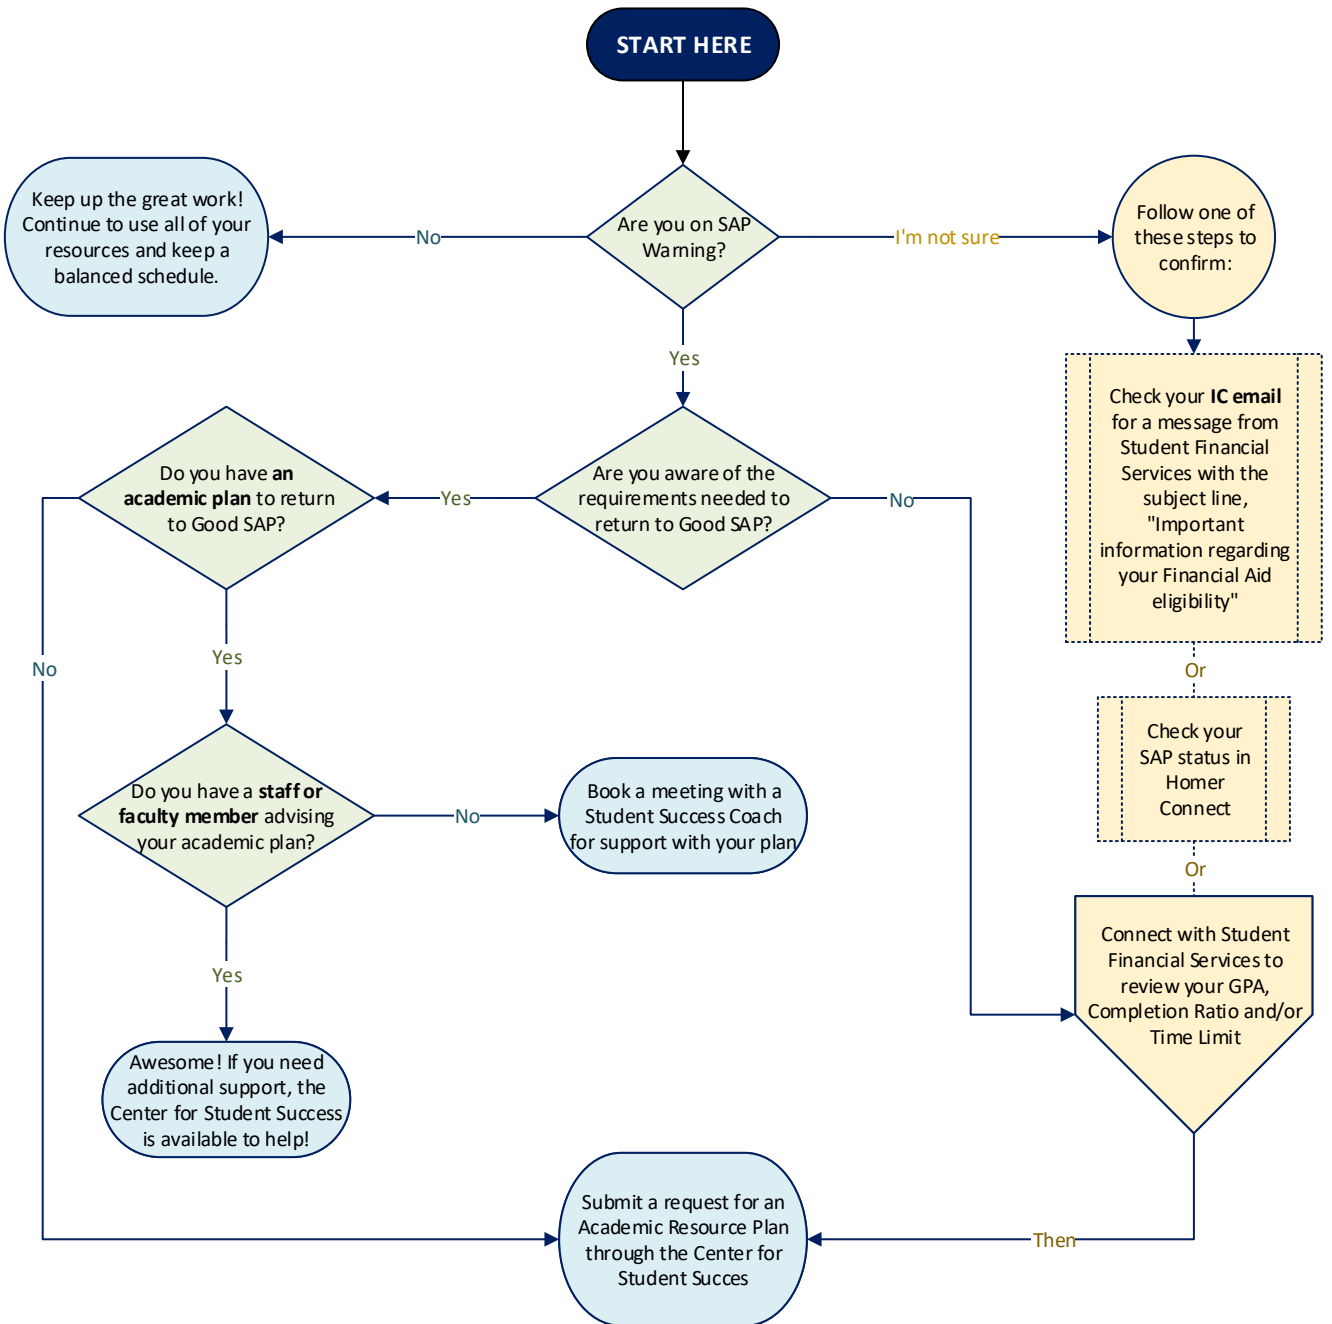 START HERE
Keep up the great work!
Continue to use all of your
resources and keep a
balanced schedule.
No
Are you on SAP
Warning?
I'm not sure
Follow one of
these steps to
confirm:
Yes
Check your IC email
for a message from
Student Financial
Services with the
subject line,
"Important
information regarding
your Financial Aid
eligibility"
Do you have an
academic plan to return
to Good SAP?
Yes
Are you aware of the
requirements needed to
return to Good SAP?
No
No
Yes
Or
Check your
SAP status in
Homer
Connect
Do you have a staff or
faculty member advising
your academic plan?
No
Book a meeting with a
Student Success Coach
for support with your plan
Or
Connect with Student
Financial Services to
review your GPA,
Completion Ratio and/or
Time Limit
Yes
Awesome! If you need
additional support, the
Center for Student Success
is available to help!
Submit a request for an
Academic Resource Plan
through the Center for
Student Succes
Then